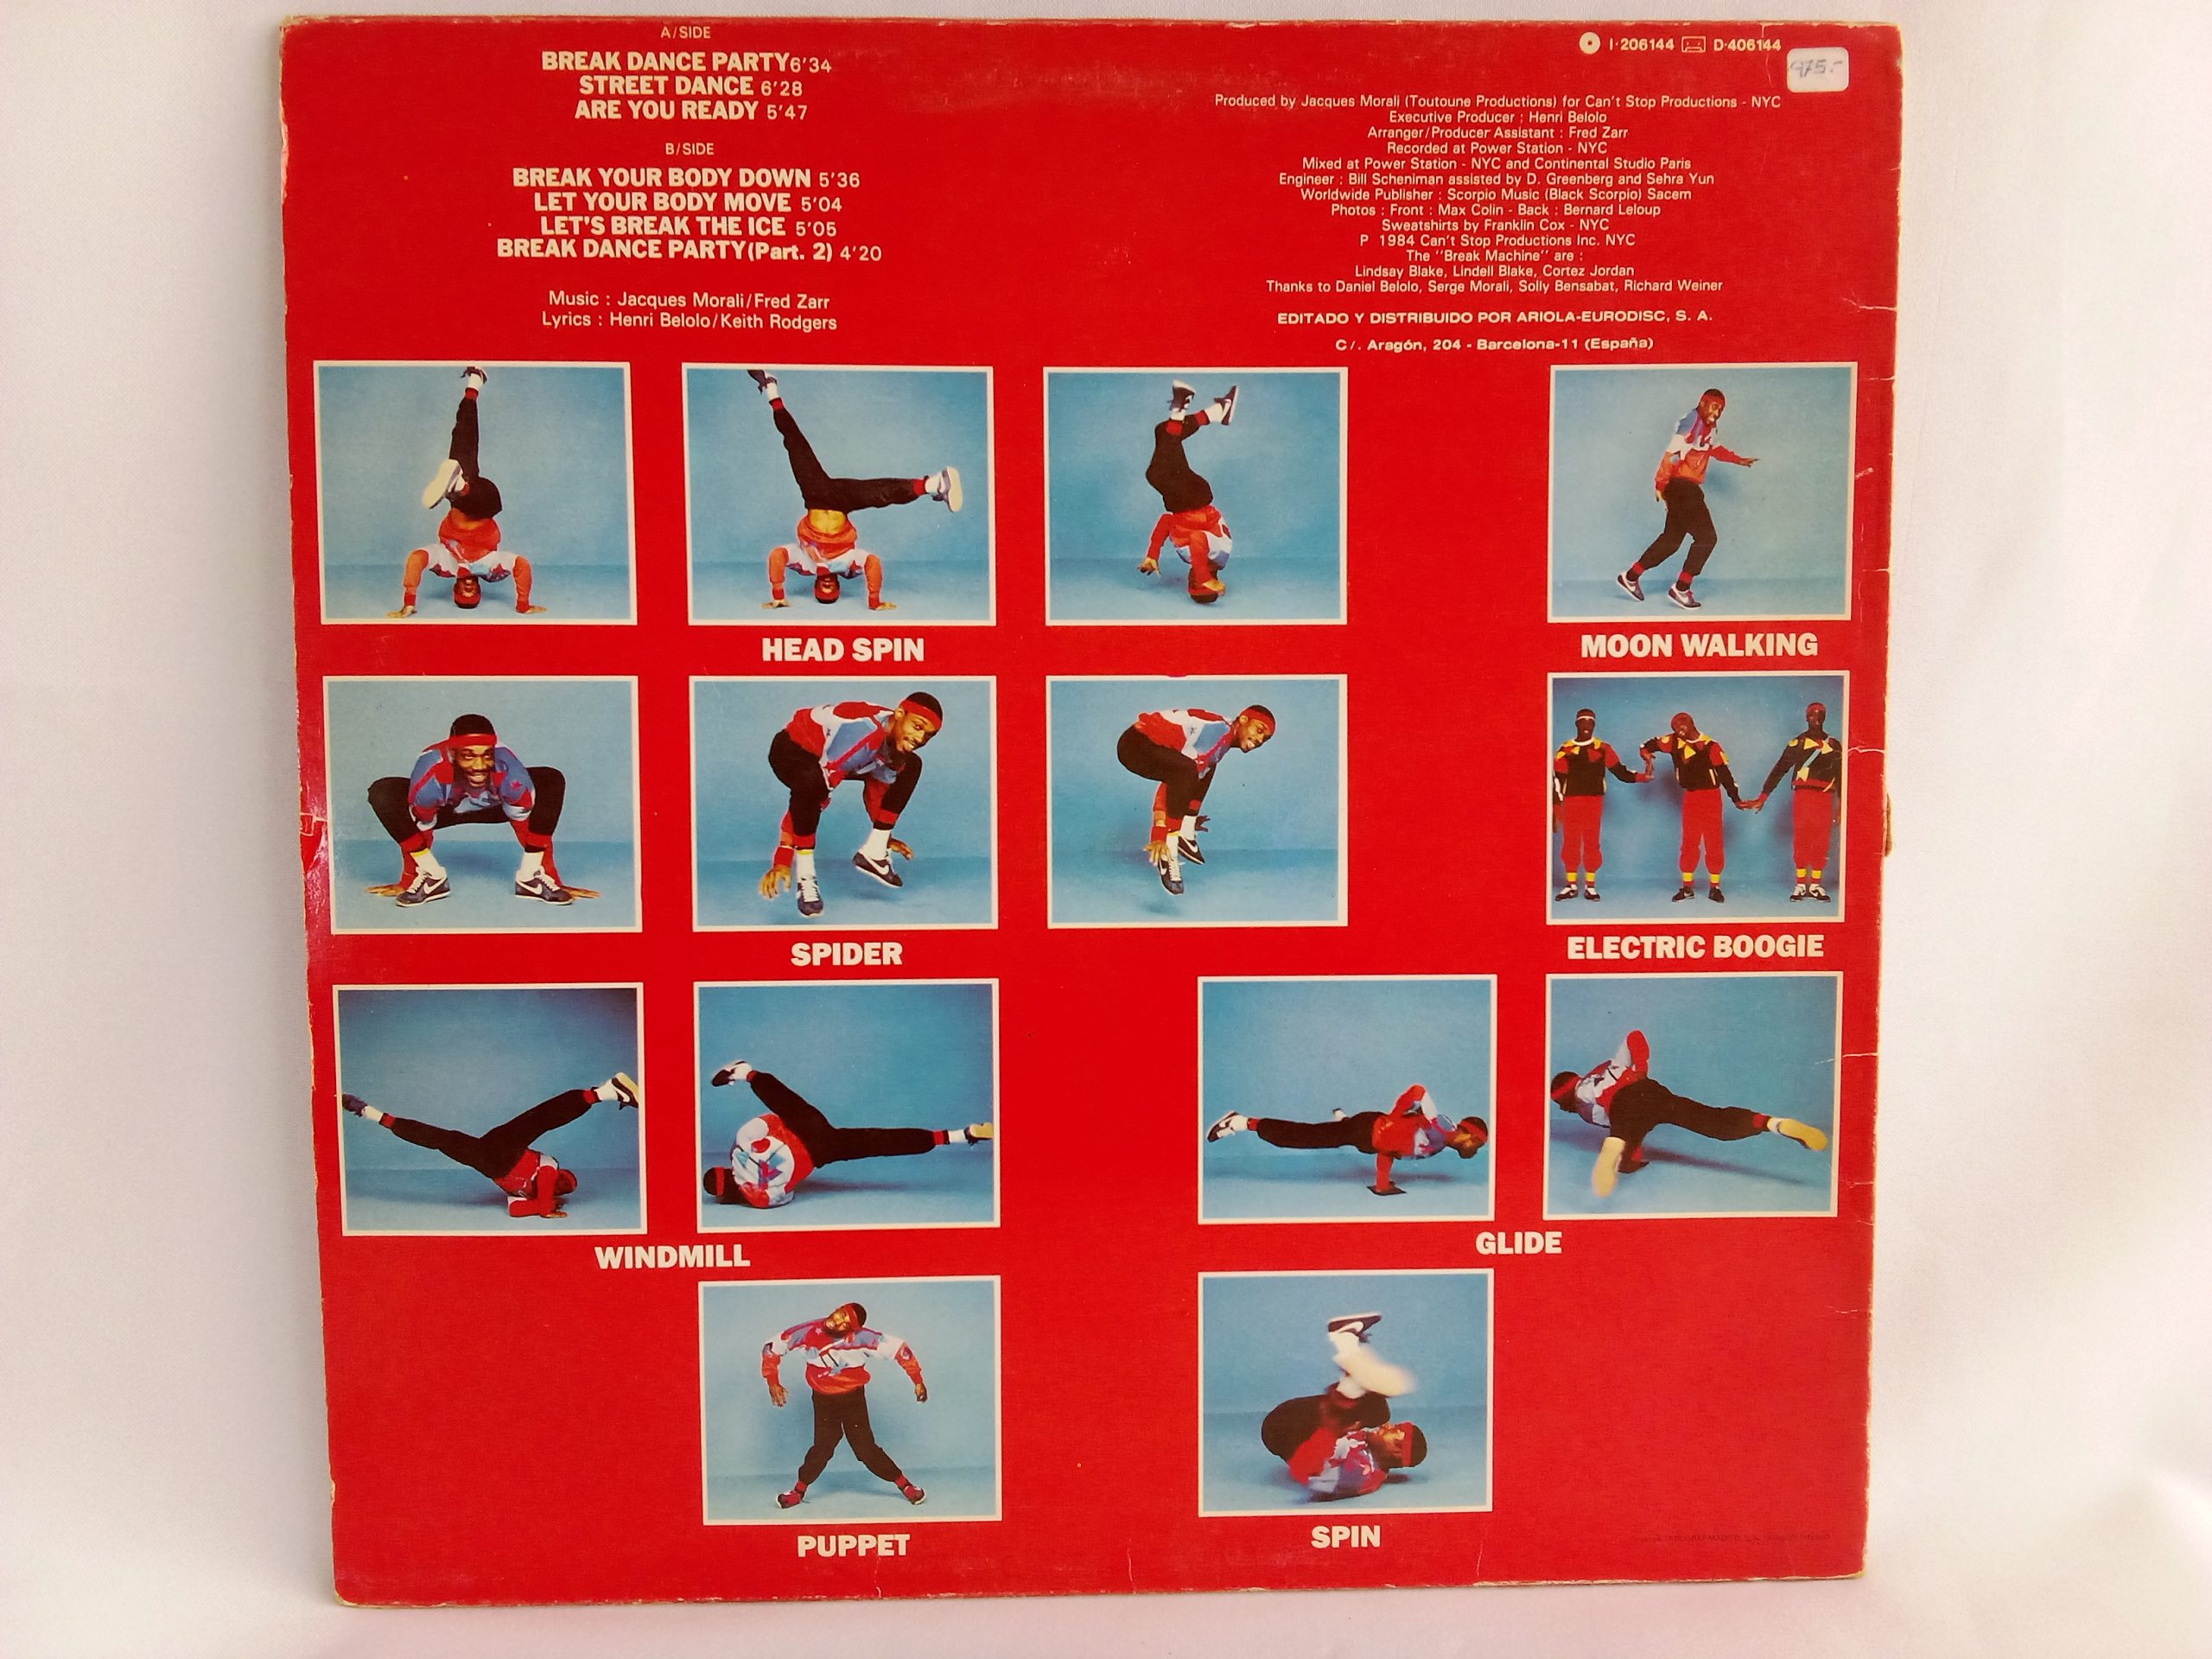 A/SIDE
BREAK DANCE PARTY 6'34
STREET DANCE 6'28
ARE YOU READY 5'47
B/SIDE
BREAK YOUR BODY DOWN 5'36
LET YOUR BODY MOVE 5'04
LET'S BREAK THE ICE 5'05
BREAK DANCE PARTY (Part. 2) 4'20
Music : Jacques Morali/Fred Zarr
Lyrics : Henri Belolo/Keith Rodgers
I-206144 D-406144
975.-
Produced by Jacques Morali (Toutoune Productions) for Can't Stop Productions - NYC
Executive Producer : Henri Belolo
Arranger/Producer Assistant : Fred Zarr
Recorded at Power Station - NYC
Mixed at Power Station - NYC and Continental Studio Paris
Engineer : Bill Scheniman assisted by D. Greenberg and Sehra Yun
Worldwide Publisher : Scorpio Music (Black Scorpio) Sacem
Photos : Front : Max Colin - Back : Bernard Leloup
Sweatshirts by Franklin Cox - NYC
P 1984 Can't Stop Productions Inc. NYC
The "Break Machine" are :
Lindsay Blake, Lindell Blake, Cortez Jordan
Thanks to Daniel Belolo, Serge Morali, Solly Bensabat, Richard Weiner
EDITADO Y DISTRIBUIDO POR ARIOLA-EURODISC, S. A.
C/. Aragón, 204 - Barcelona-11 (España)
HEAD SPIN
MOON WALKING
SPIDER
ELECTRIC BOOGIE
WINDMILL
GLIDE
PUPPET
SPIN